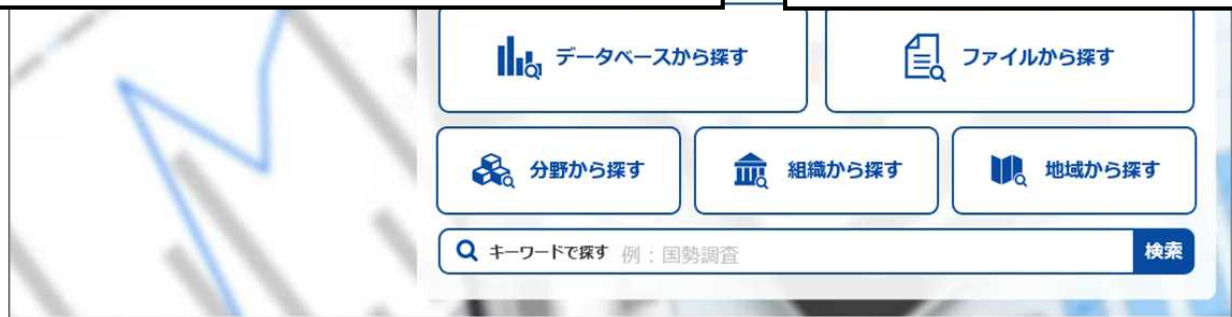 データベースから探す
ファイルから探す
分野から探す
組織から探す
地域から探す
キーワードで探す 例：国勢調査 検索